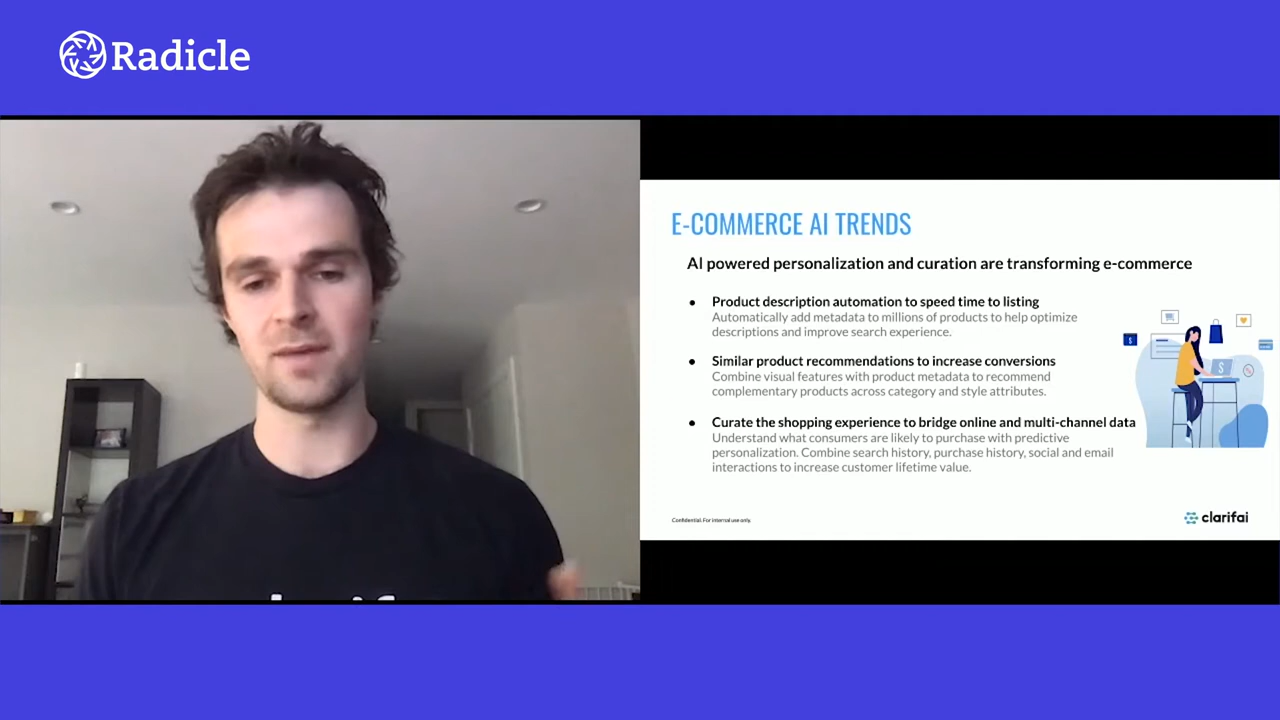 Radicle
E-COMMERCE AI TRENDS
AI powered personalization and curation are transforming e-commerce
● Product description automation to speed time to listing
Automatically add metadata to millions of products to help optimize
descriptions and improve search experience.
● Similar product recommendations to increase conversions
Combine visual features with product metadata to recommend
complementary products across category and style attributes.
● Curate the shopping experience to bridge online and multi-channel data
Understand what consumers are likely to purchase with predictive
personalization. Combine search history, purchase history, social and email
interactions to increase customer lifetime value.
Confidential. For internal use only.
clarifai